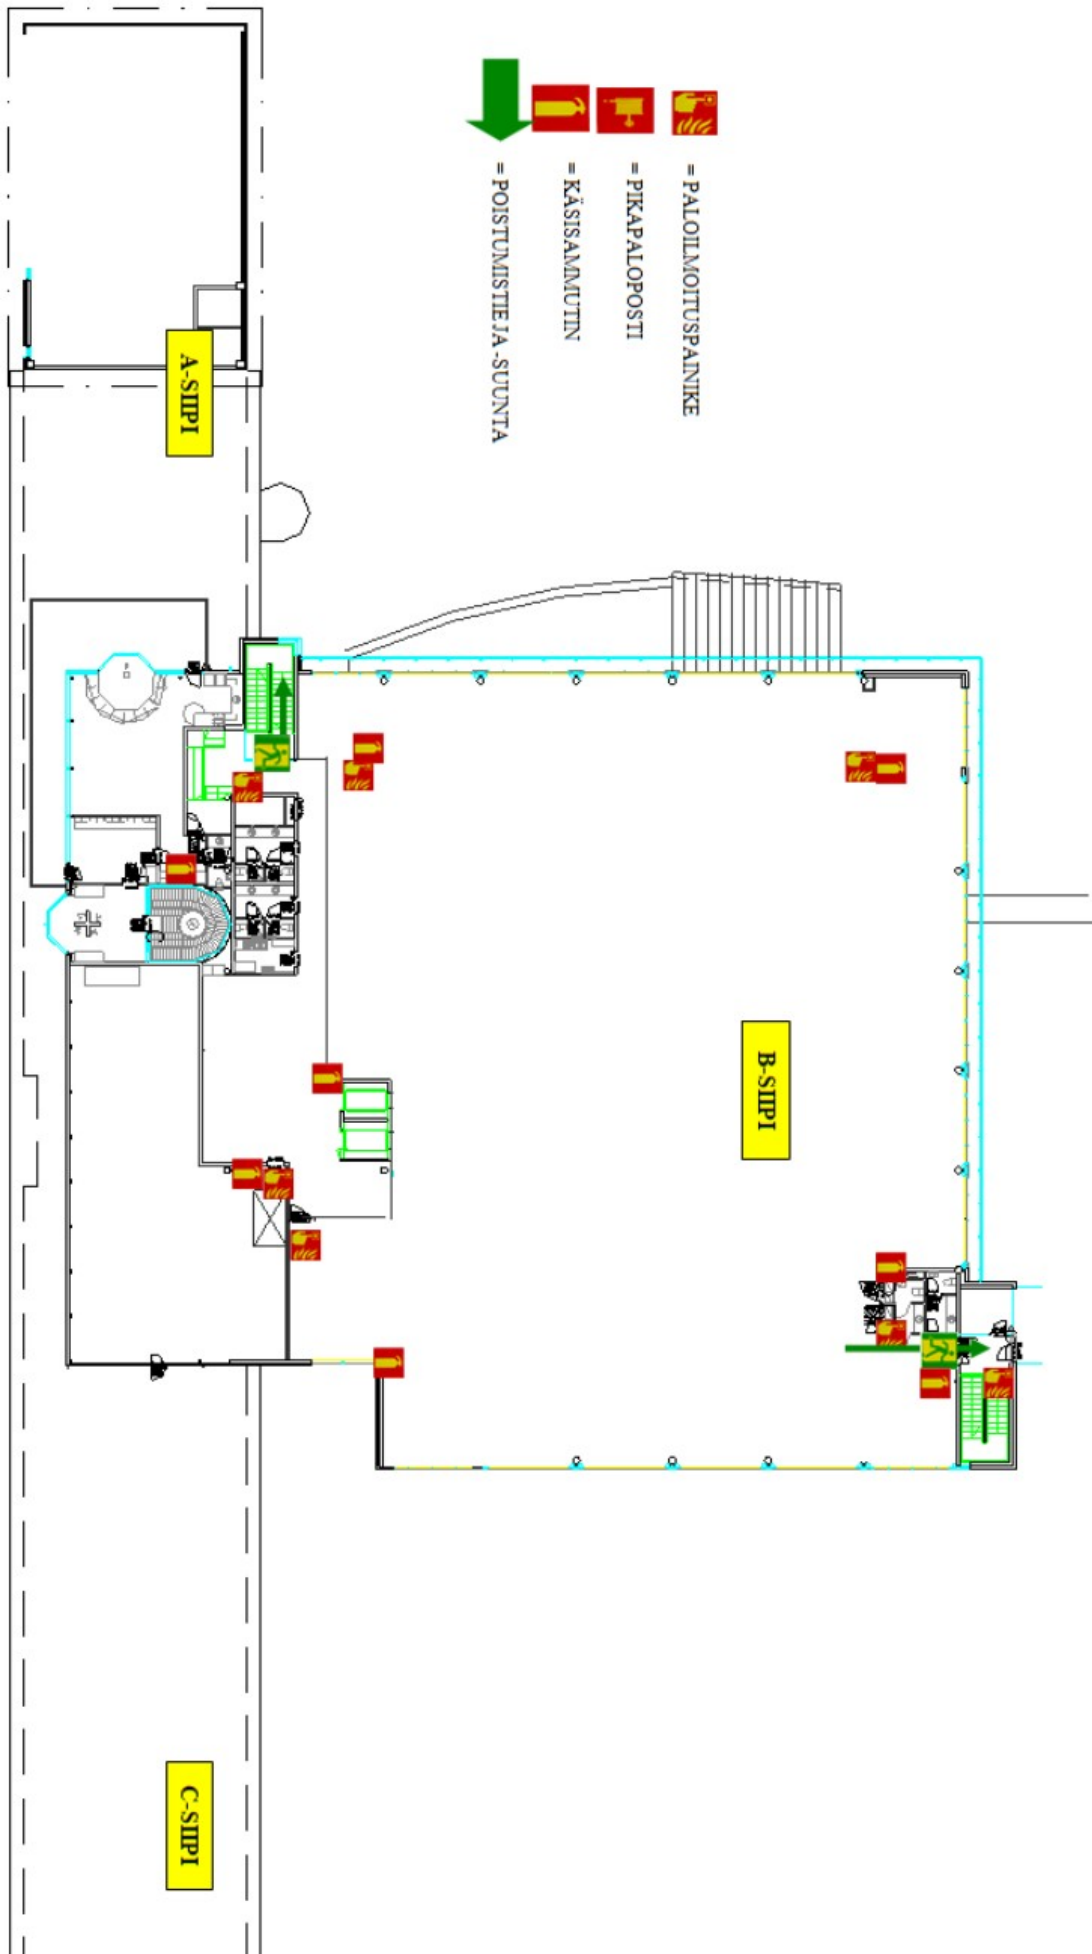 = PALOILMOITUSPAINIKE
= PIKAPALOPOSTI
= KÄSISAMMUTIN
= POISTUMISTIE JA -SUUNTA
A-SIIPI
B-SIIPI
C-SIIPI